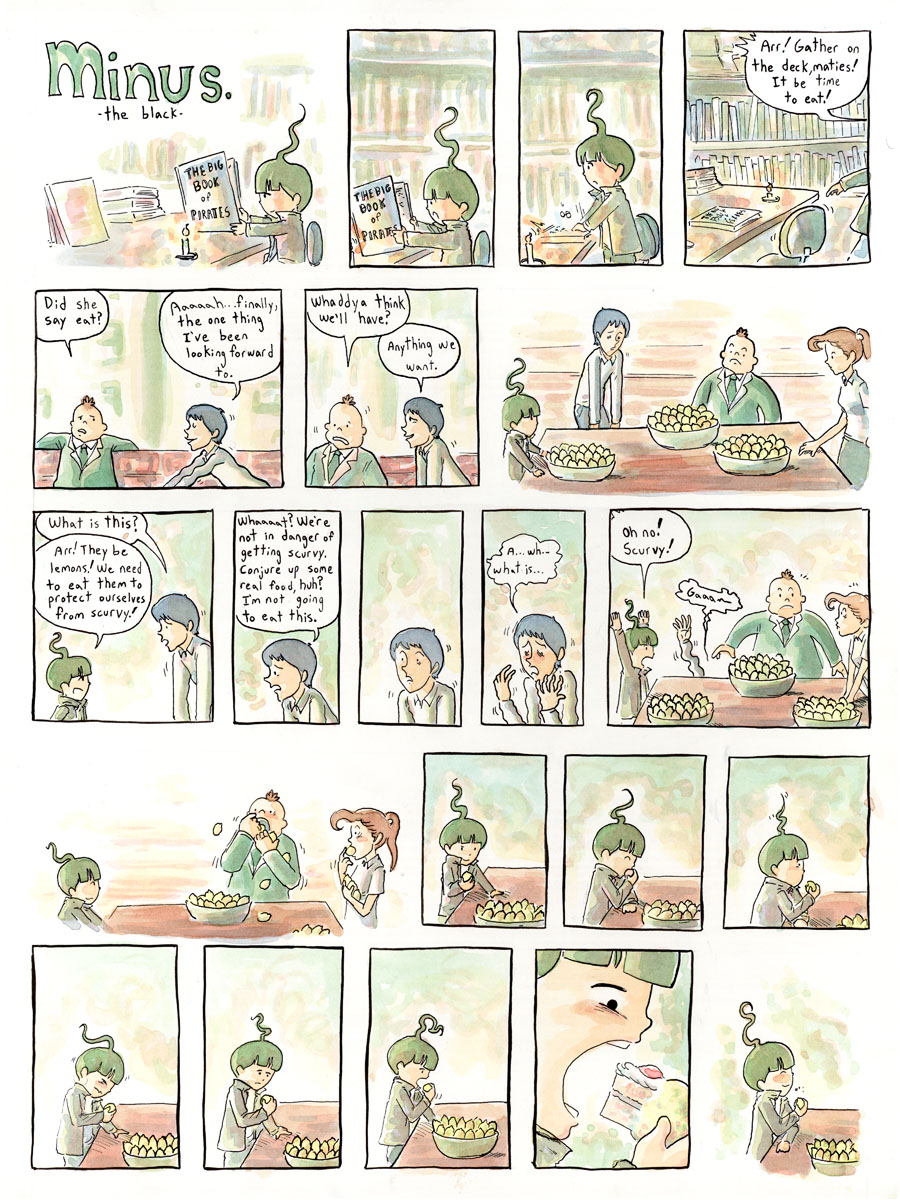 Minus.
-the black-
THE BIG
BOOK
of
PIRATES
THE BIG
BOOK
of
PIRATE
Arr! Gather on
the deck, maties!
It be time
to eat!
Did she
say eat?
Aaaaah...finally,
the one thing
I've been
looking forward
to.
Whaddya think
we'll have?
Anything we
want.
What is this?
Arr! They be
lemons! We need
to eat them to
protect ourselves
from scurvy!
Whaaaat? We're
not in danger of
getting scurvy.
Conjure up some
real food, huh?
I'm not going
to eat this.
A...wh...
what is...
Oh no!
Scurvy!